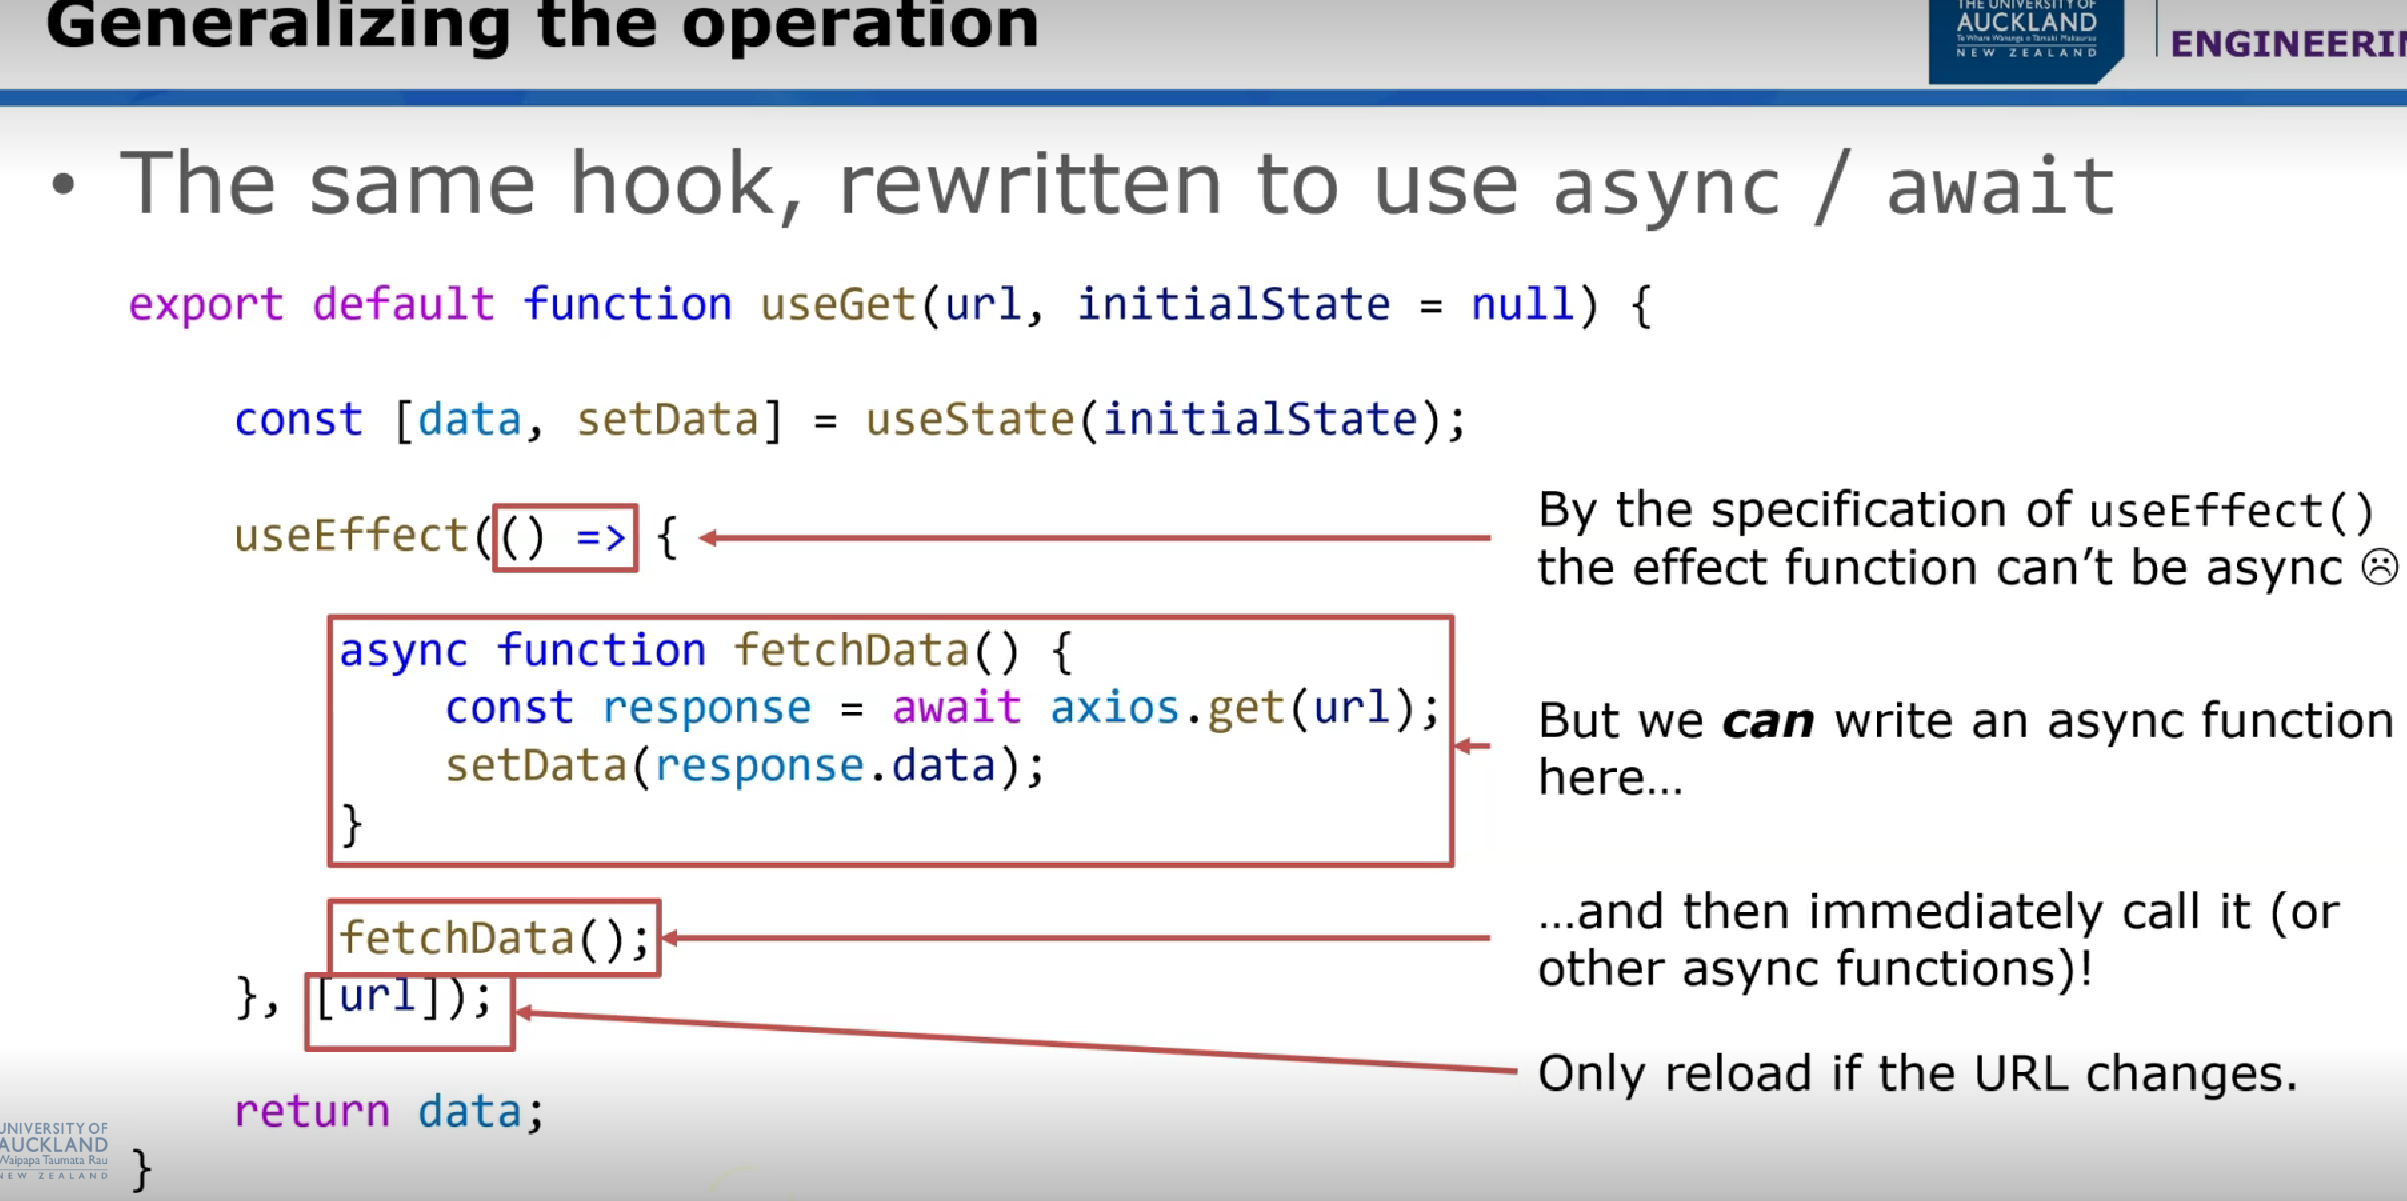 Generalizing the operation
THE UNIVERSITY OF
AUCKLAND
Te Whare Wananga o Tamaki Makaurau
NEW ZEALAND
• The same hook, rewritten to use async / await
export default function useGet(url, initialState = null) {
const [data, setData] = useState(initialState);
useEffect(() => {
By the specification of useEffect()
the effect function can’t be async ☹
async function fetchData() {
const response = await axios.get(url);
setData(response.data);
}
But we can write an async function
here…
fetchData();
…and then immediately call it (or
other async functions)!
}, [url]);
Only reload if the URL changes.
return data;
}
UNIVERSITY OF
AUCKLAND
Waipapa Taumata Rau
NEW ZEALAND